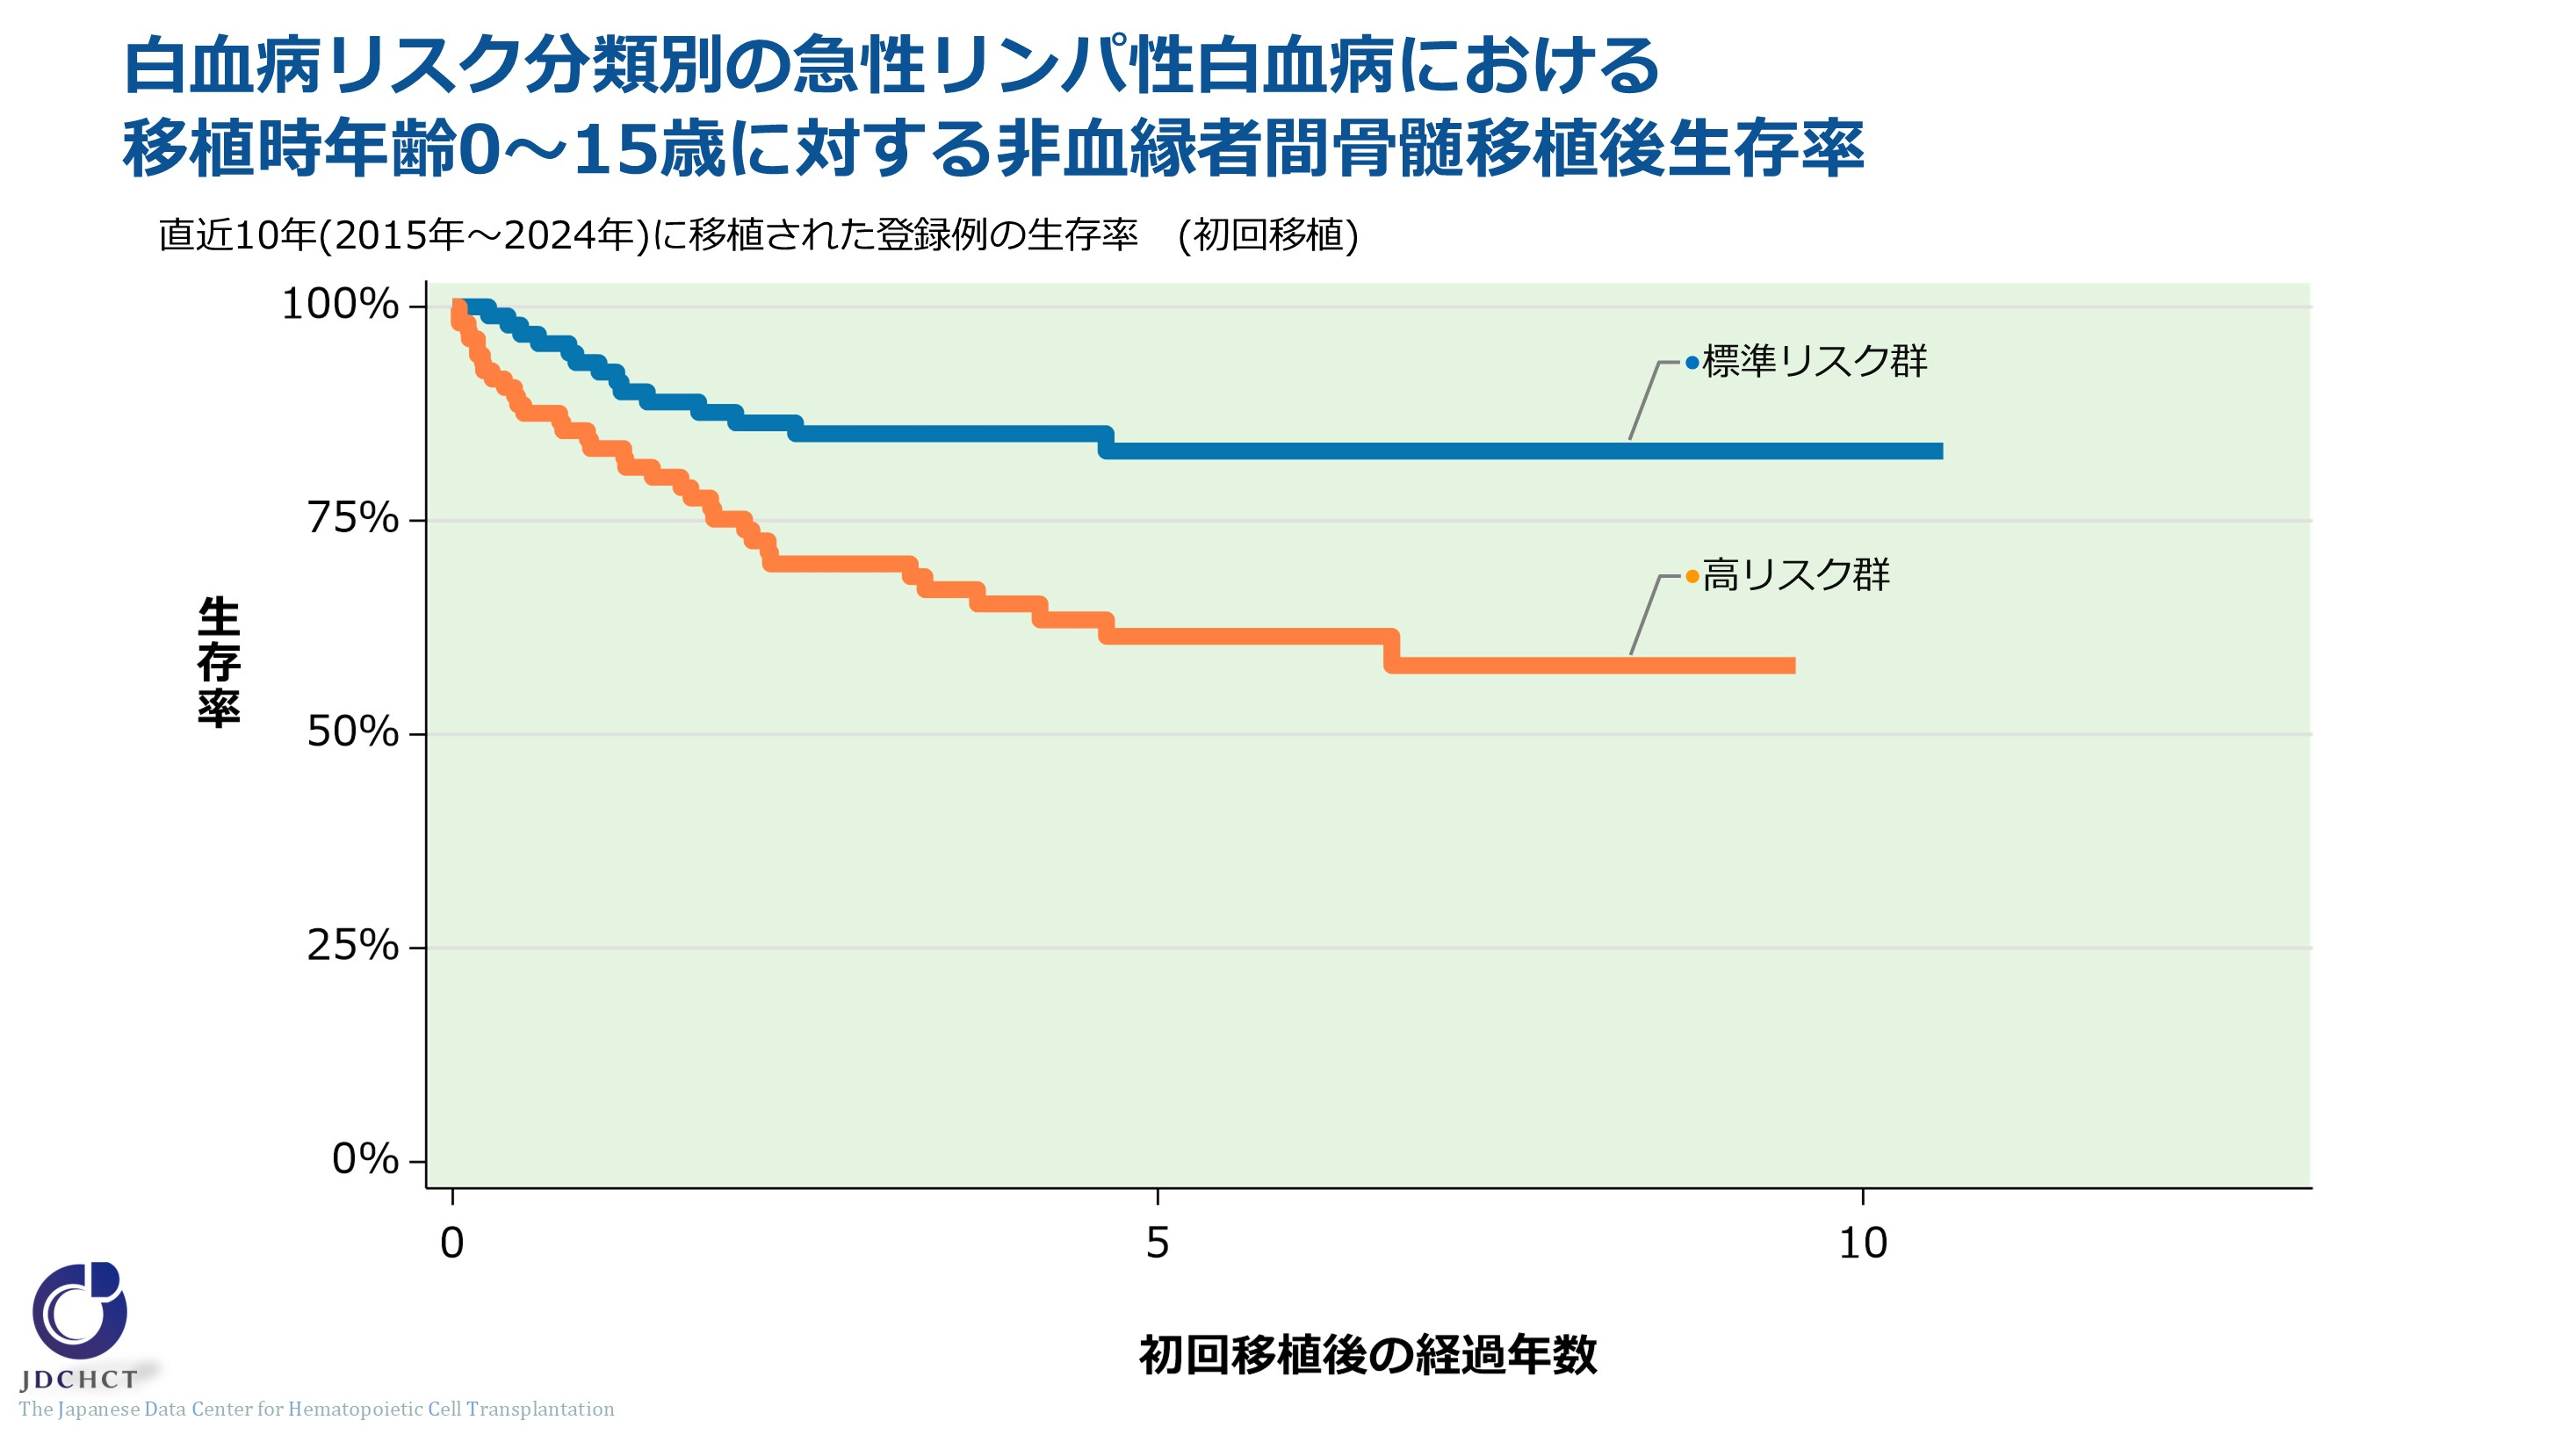 白血病リスク分類別の急性リンパ性白血病における
移植時年齢0～15歳に対する非血縁者間骨髄移植後生存率
直近10年(2015年～2024年)に移植された登録例の生存率　(初回移植)
100%
標準リスク群
75%
高リスク群
生存率
50%
25%
0%
0
5
10
初回移植後の経過年数
JDCHCT
The Japanese Data Center for Hematopoietic Cell Transplantation